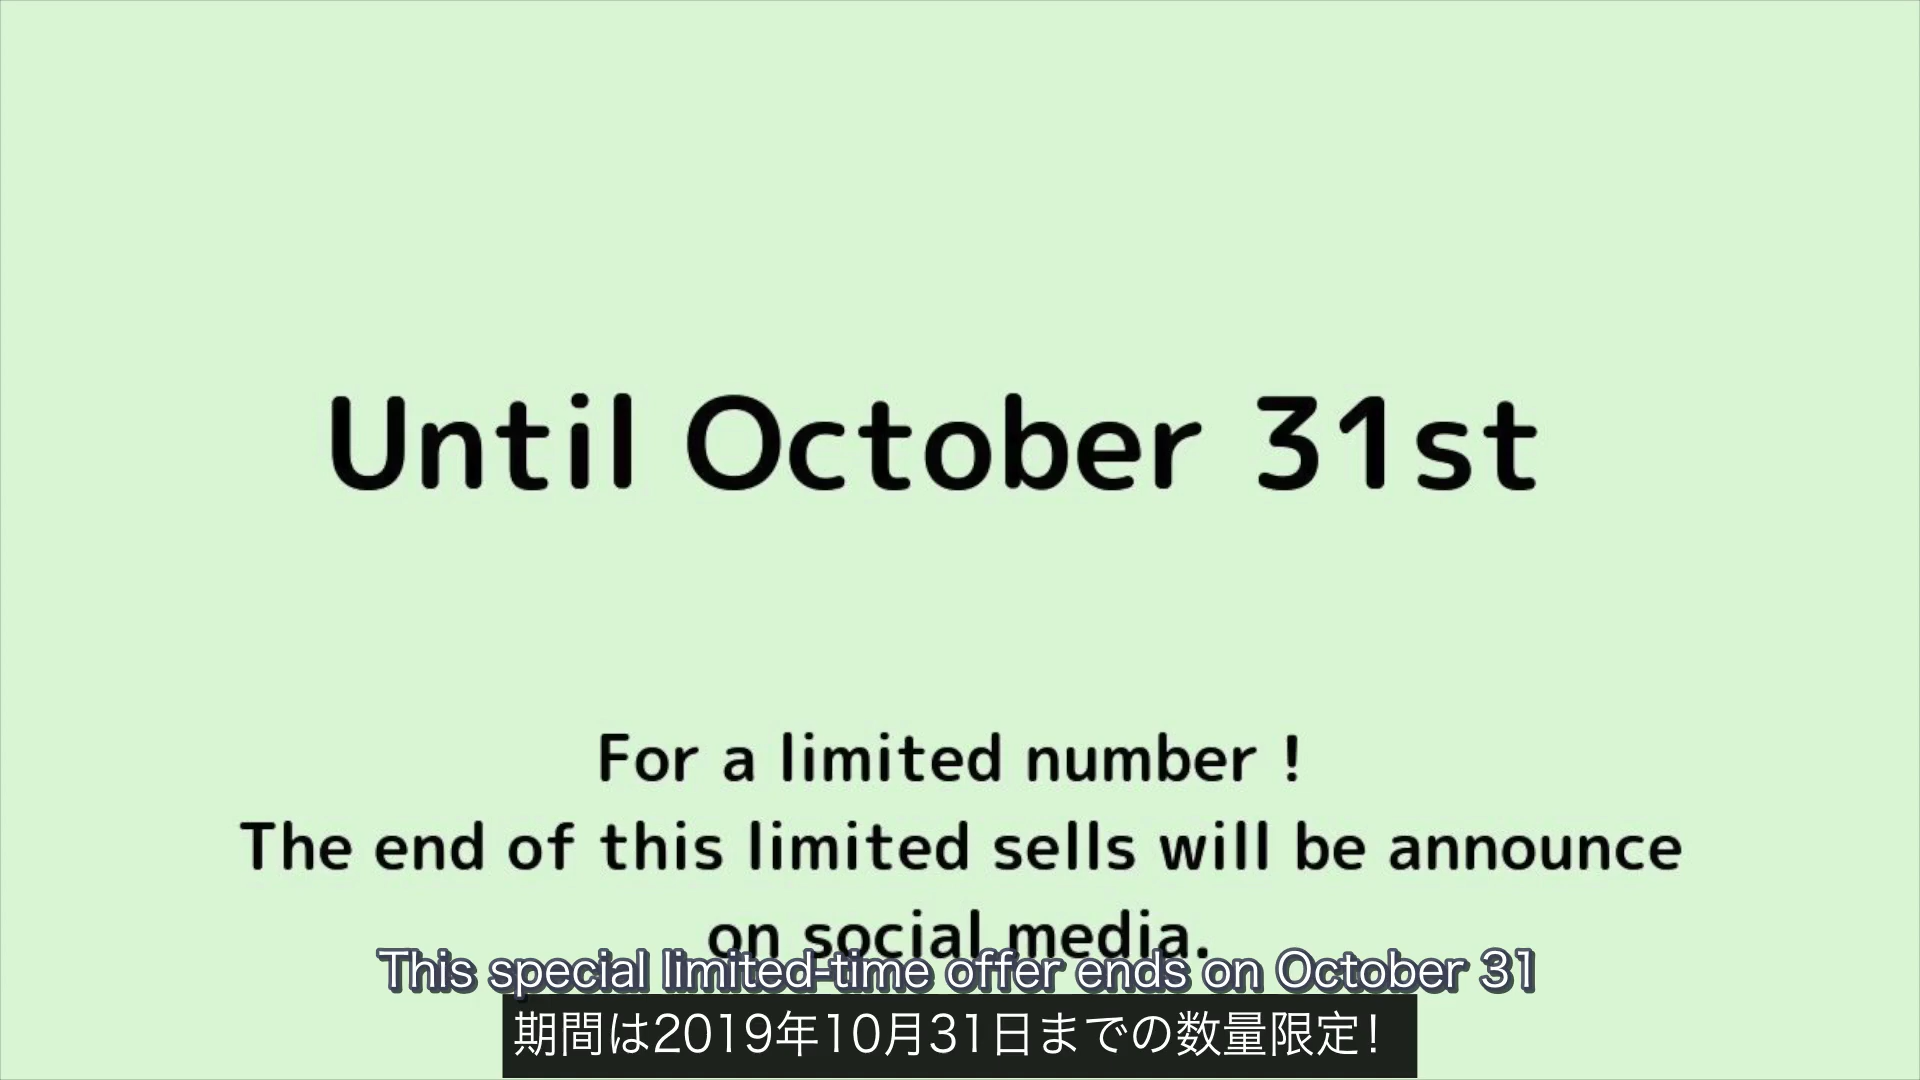 Until October 31st
For a limited number !
The end of this limited sells will be announce
on social media.
This special limited-time offer ends on October 31
期間は2019年10月31日までの数量限定！